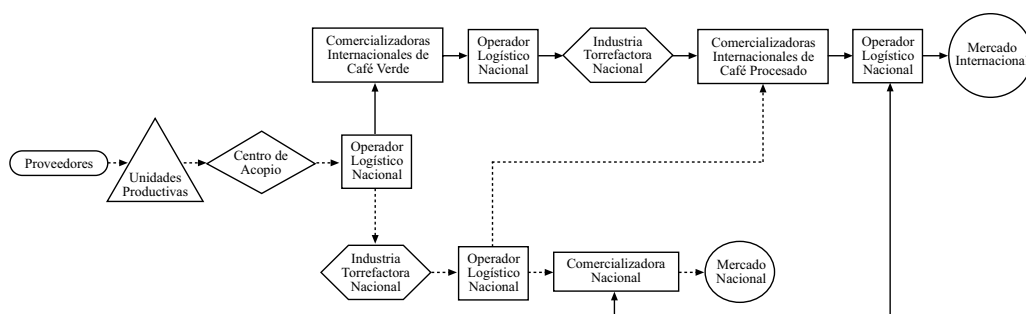 Comercializadoras
Internacionales de
Café Verde
Operador
Logístico
Nacional
Industria
Torrefactora
Nacional
Comercializadoras
Internacionales de
Café Procesado
Operador
Logístico
Nacional
Mercado
Internacional
Proveedores
Unidades
Productivas
Centro de
Acopio
Operador
Logístico
Nacional
Industria
Torrefactora
Nacional
Operador
Logístico
Nacional
Comercializadora
Nacional
Mercado
Nacional